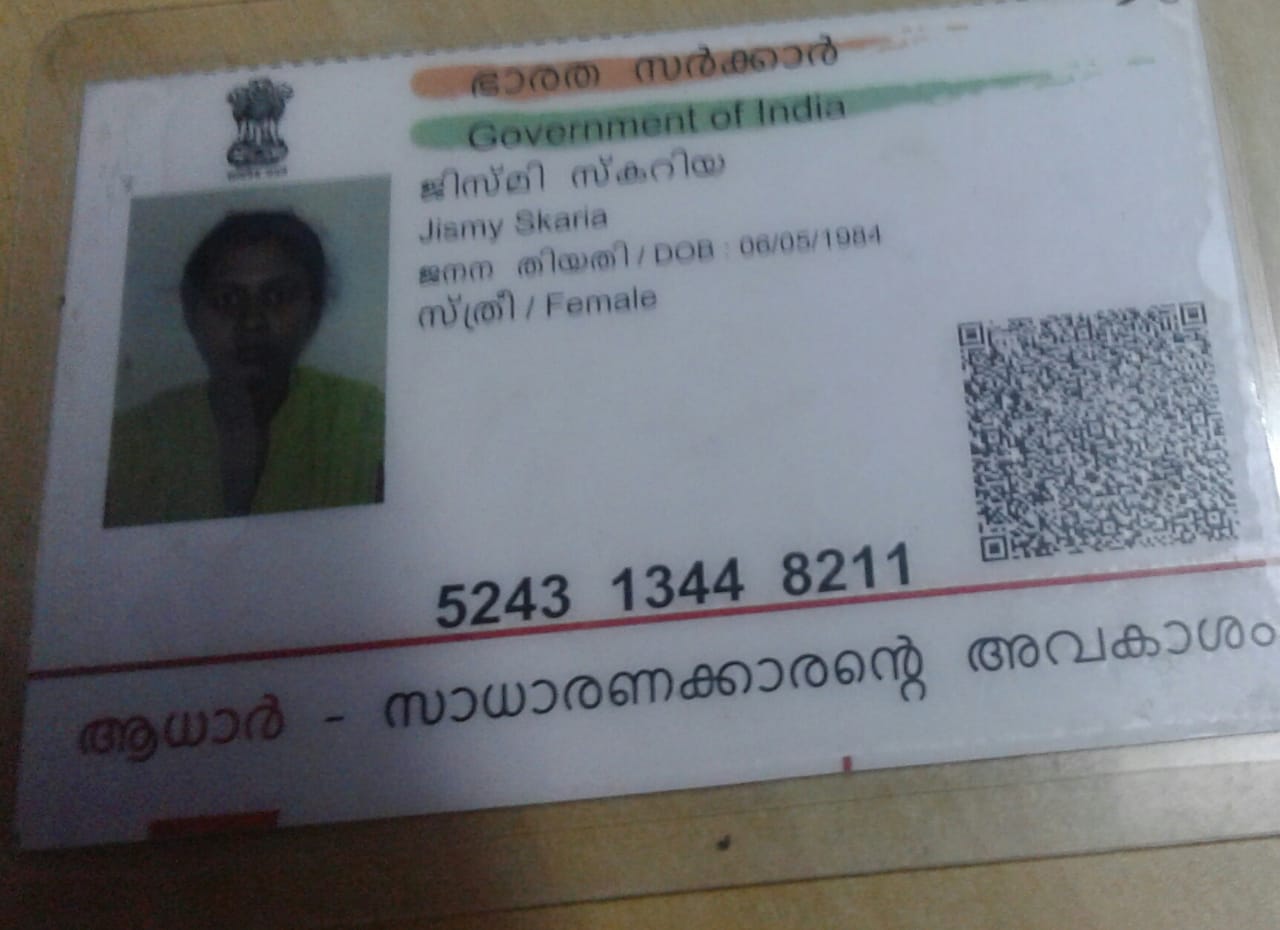 ഭാരത സർക്കാർ
Government of India
ജിസ്മി സ്കറിയ
Jismy Skaria
ജനന തിയതി / DOB : 06/05/1984
സ്ത്രീ / Female
5243 1344 8211
ആധാർ - സാധാരണക്കാരന്റെ അവകാശം